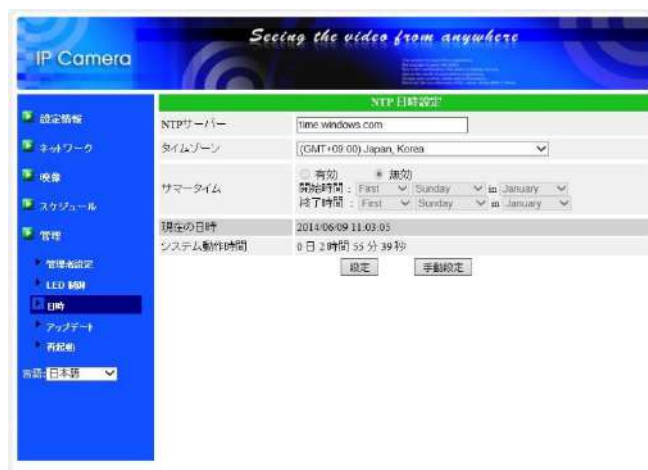 IP Camera
Seeing the video from anywhere
設定情報
ネットワーク
映像
スケジュール
管理
管理者設定
LED 制御
日時
アップデート
再起動
言語: 日本語
NTP 日時設定
NTPサーバー time.windows.com
タイムゾーン (GMT+09:00) Japan, Korea
サマータイム
有効 無効
開始時間 : First Sunday in January
終了時間 : First Sunday in January
現在の日時 2014/06/09 11:03:05
システム動作時間 0 日 2 時間 55 分 39 秒
設定 手動設定